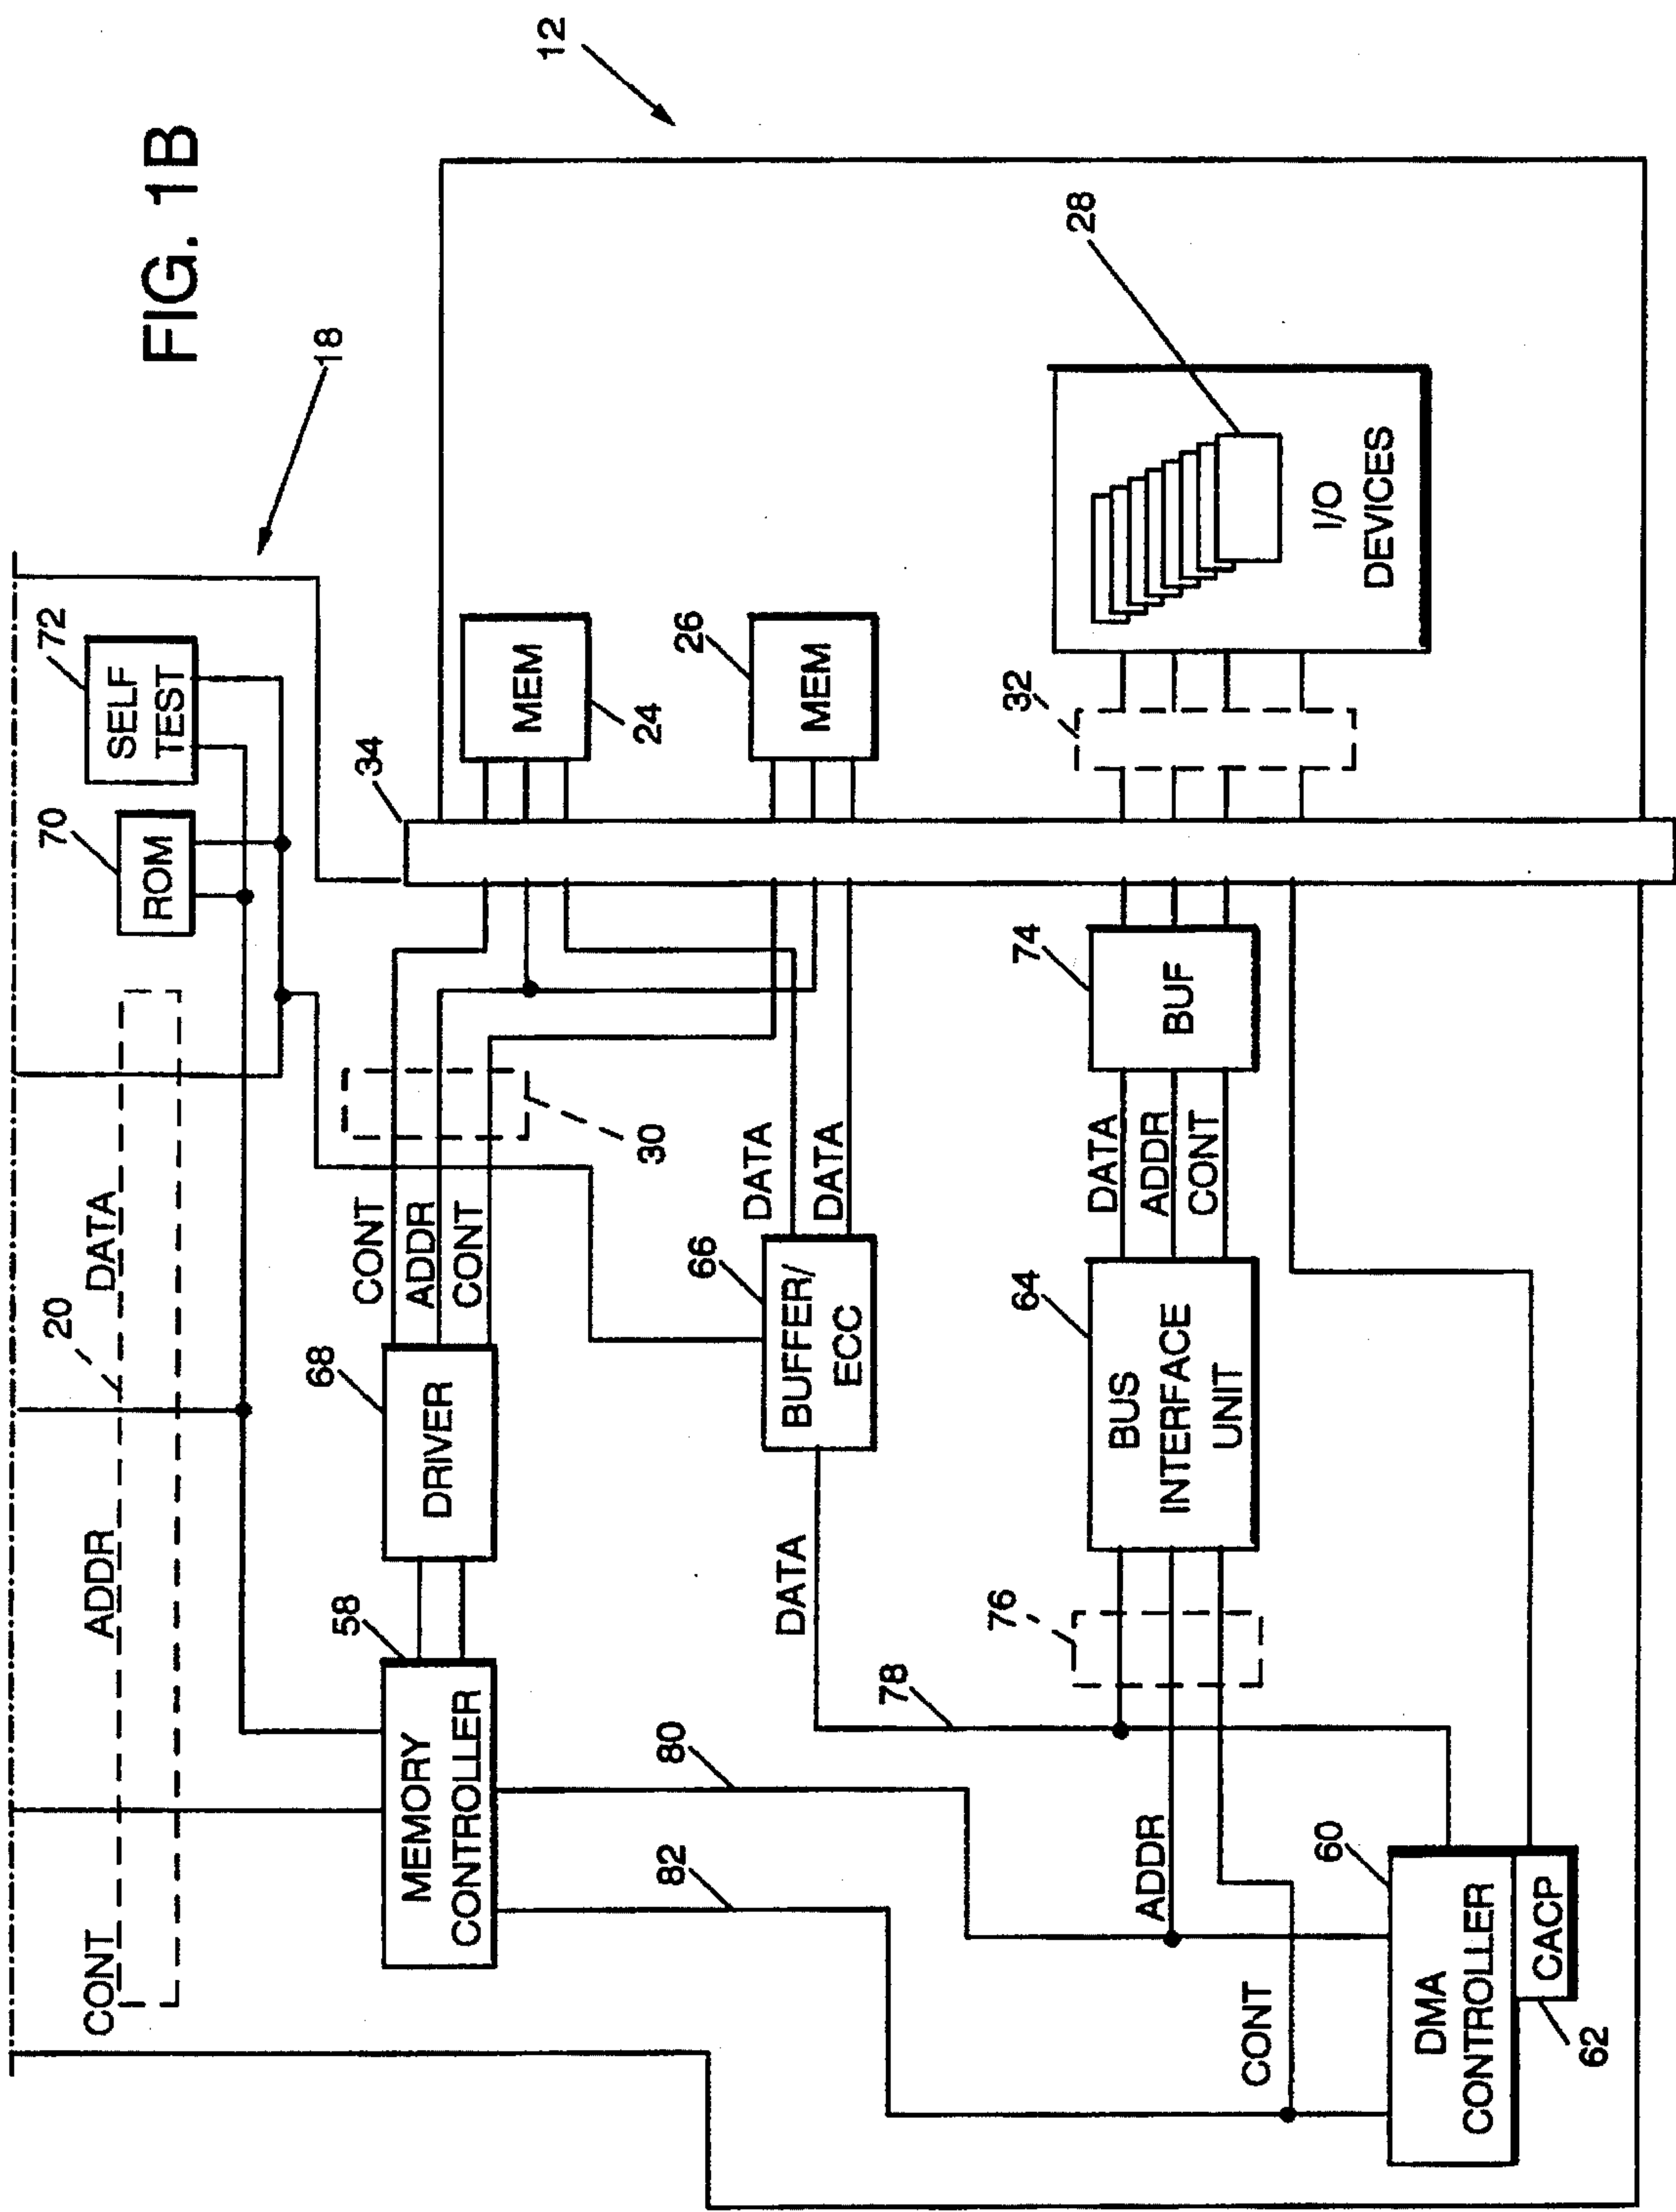 FIG. 1B
12
18
CONT
ADDR
DATA
20
70
ROM
72
SELF
TEST
34
58
MEMORY
CONTROLLER
68
DRIVER
CONT
ADDR
CONT
30
MEM
24
82
80
DATA
66
BUFFER/
ECC
DATA
DATA
26
MEM
78
76
64
BUS
INTERFACE
UNIT
DATA
ADDR
CONT
74
BUF
32
28
I/O
DEVICES
ADDR
CONT
60
DMA
CONTROLLER
CACP
62